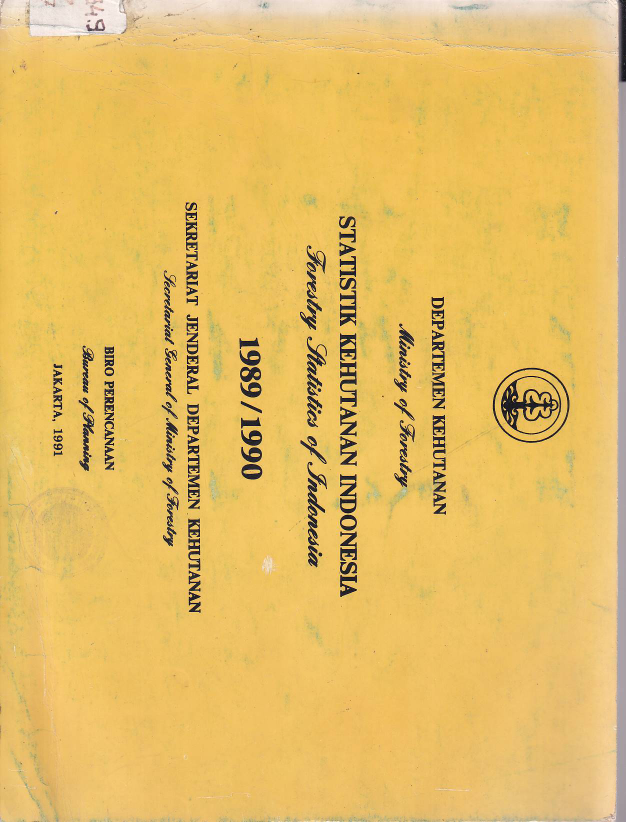 DEPARTEMEN KEHUTANAN
Ministry of Forestry
STATISTIK KEHUTANAN INDONESIA
Forestry Statistics of Indonesia
1989/1990
SEKRETARIAT JENDERAL DEPARTEMEN KEHUTANAN
Secretariat General of Ministry of Forestry
BIRO PERENCANAAN
Bureau of Planning
JAKARTA, 1991